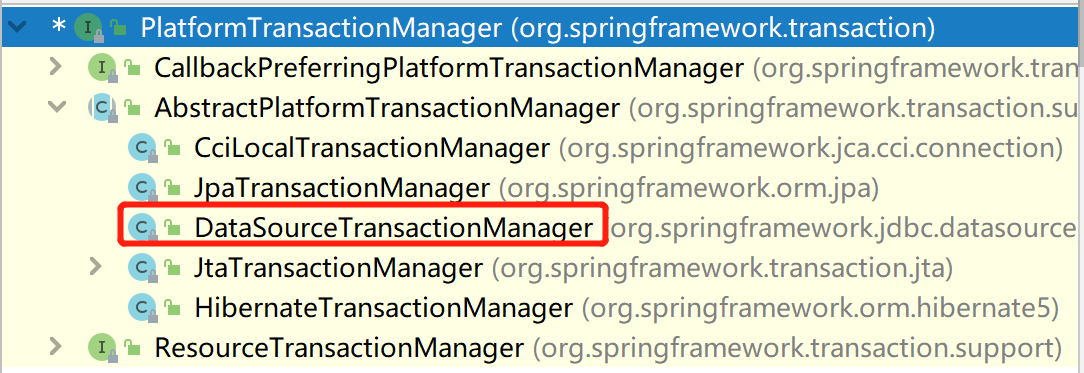 * I PlatformTransactionManager (org.springframework.transaction)
I CallbackPreferringPlatformTransactionManager (org.springframework.tran
C AbstractPlatformTransactionManager (org.springframework.transaction.su
C CciLocalTransactionManager (org.springframework.jca.cci.connection)
C JpaTransactionManager (org.springframework.orm.jpa)
C DataSourceTransactionManager (org.springframework.jdbc.datasource
C JtaTransactionManager (org.springframework.transaction.jta)
C HibernateTransactionManager (org.springframework.orm.hibernate5)
I ResourceTransactionManager (org.springframework.transaction.support)